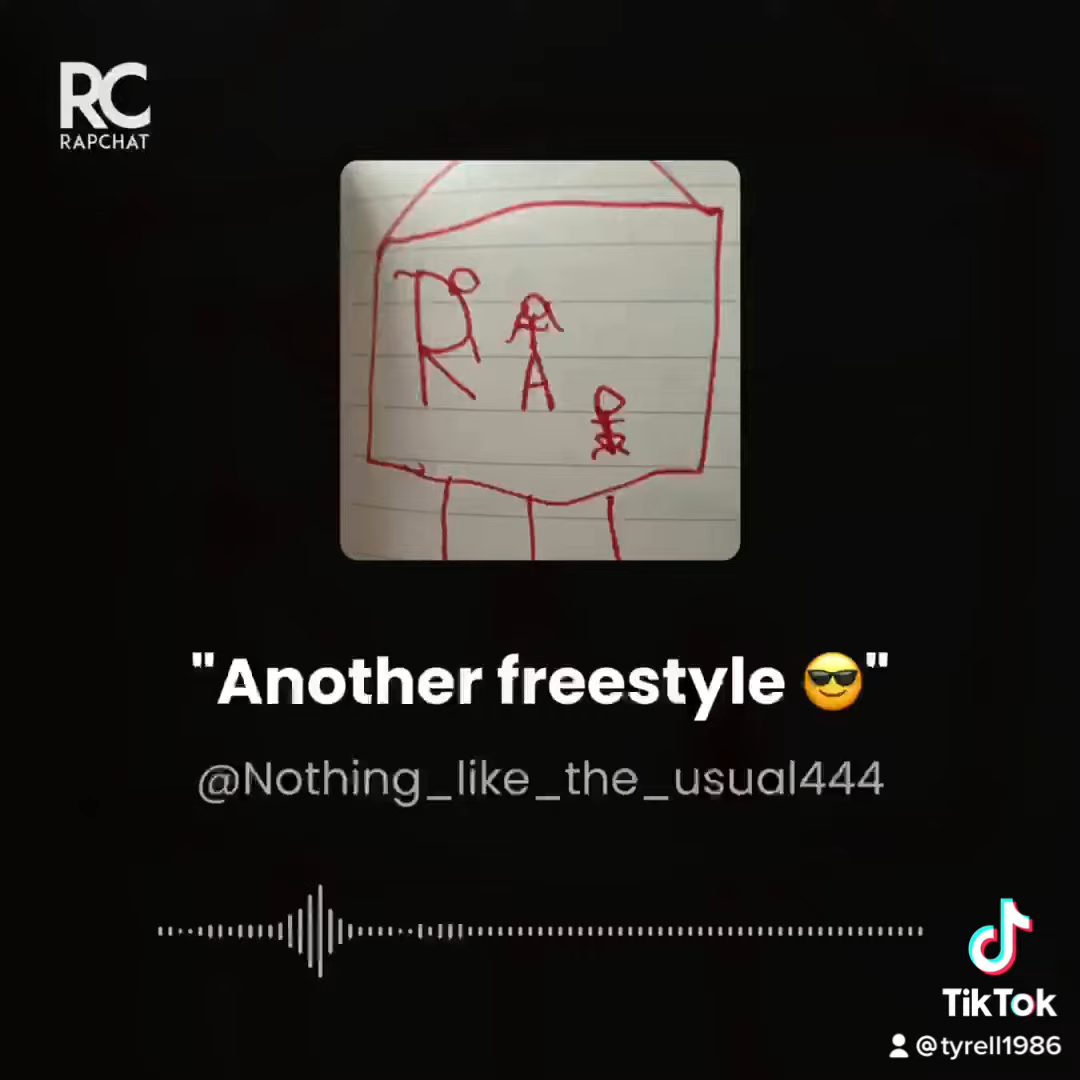 RC
RAPCHAT
R A
"Another freestyle 😎"
@Nothing_like_the_usual444
TikTok
@tyrell1986